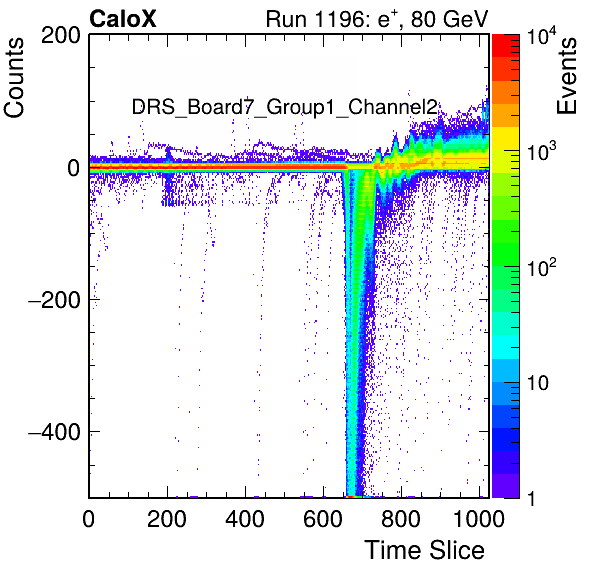 CaloX Run 1196: e+, 80 GeV
Counts
Events
DRS_Board7_Group1_Channel2
200
0
−200
−400
0 200 400 600 800 1000
Time Slice
10^4
10^3
10^2
10
1